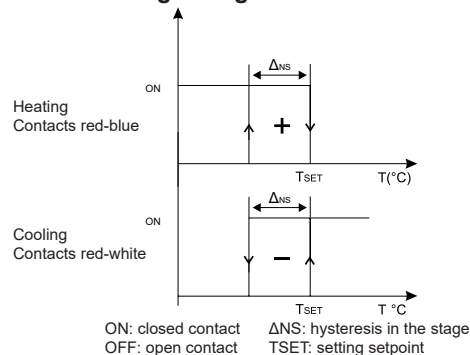 ΔNS
ON
Heating
Contacts red-blue
+
TSET
T(°C)
ΔNS
ON
Cooling
Contacts red-white
−
TSET
T °C
ON: closed contact ΔNS: hysteresis in the stage
OFF: open contact TSET: setting setpoint